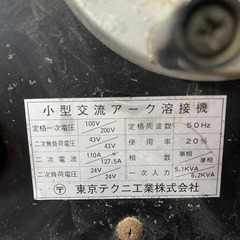 小型交流アーク溶接機
定格一次電圧 100V/200V 定格周波数 50Hz
二次無負荷電圧 43V/43V 使用率 20%
二次電流 110A/127.5A 相数 単相/単相
二次負荷電圧 24V/24V 一次入力 5.1KVA/6.2KVA
〒 東京テクニ工業株式会社